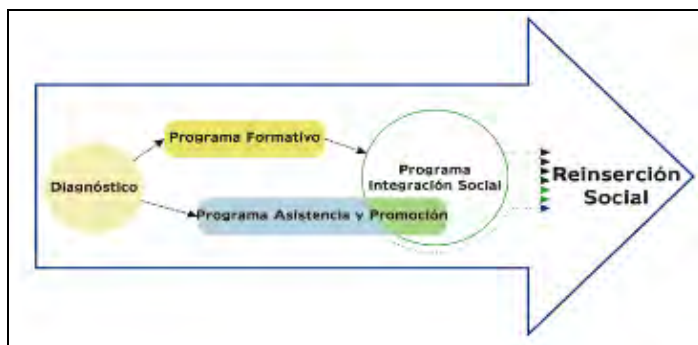 Programa Formativo
Diagnóstico
Programa
Integración Social
Programa Asistencia y Promoción
Reinserción
Social